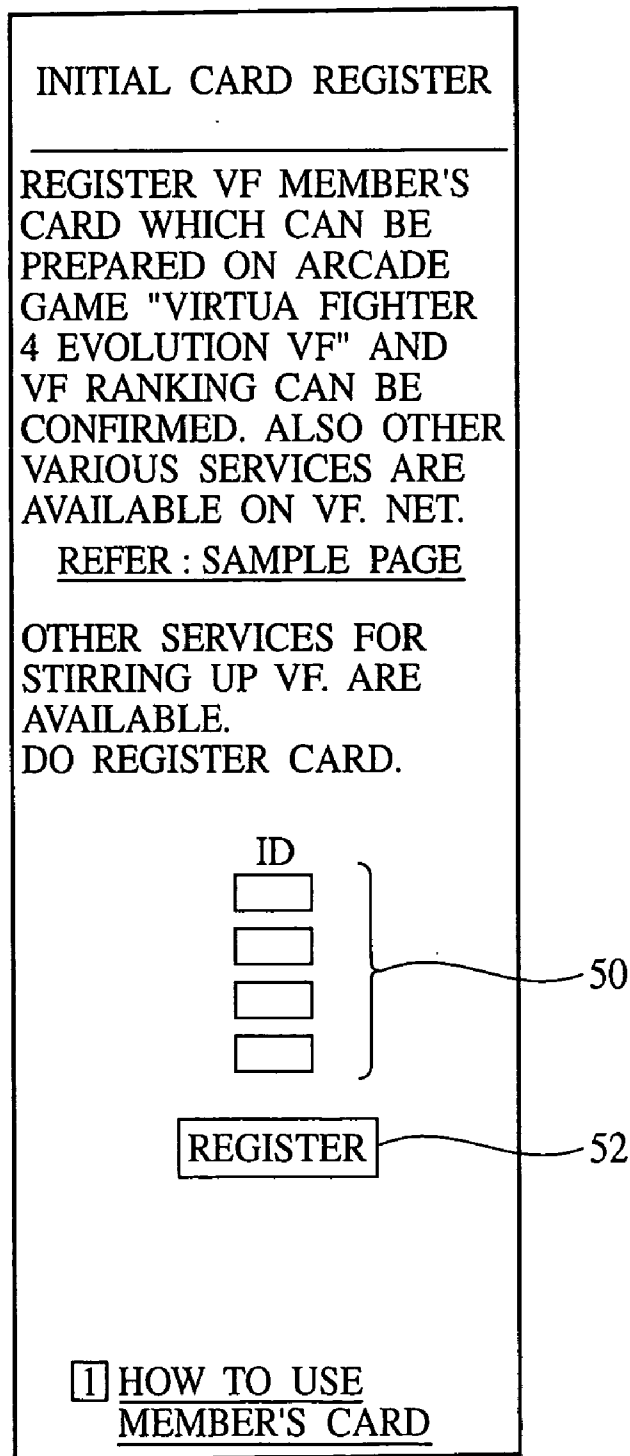 INITIAL CARD REGISTER
REGISTER VF MEMBER'S
CARD WHICH CAN BE
PREPARED ON ARCADE
GAME "VIRTUA FIGHTER
4 EVOLUTION VF" AND
VF RANKING CAN BE
CONFIRMED. ALSO OTHER
VARIOUS SERVICES ARE
AVAILABLE ON VF. NET.
REFER : SAMPLE PAGE
OTHER SERVICES FOR
STIRRING UP VF. ARE
AVAILABLE.
DO REGISTER CARD.
ID
50
REGISTER
52
1 HOW TO USE
MEMBER'S CARD